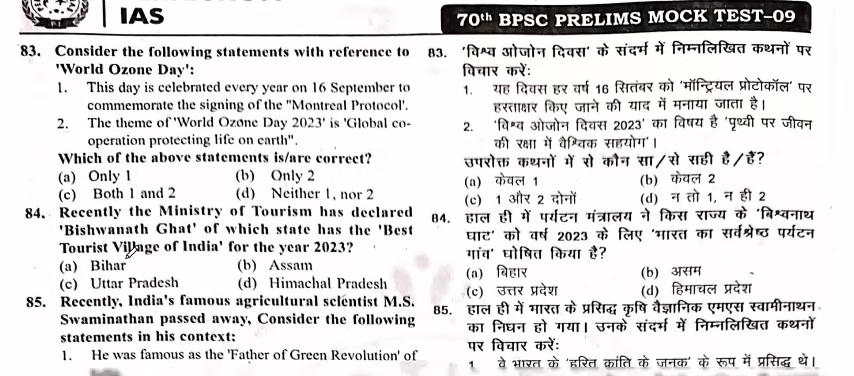 IAS
70th BPSC PRELIMS MOCK TEST–09
83. Consider the following statements with reference to
'World Ozone Day':
1. This day is celebrated every year on 16 September to
commemorate the signing of the "Montreal Protocol'.
2. The theme of 'World Ozone Day 2023' is 'Global co-
operation protecting life on earth".
Which of the above statements is/are correct?
(a) Only 1 (b) Only 2
(c) Both 1 and 2 (d) Neither 1, nor 2
84. Recently the Ministry of Tourism has declared
'Bishwanath Ghat' of which state has the 'Best
Tourist Village of India' for the year 2023?
(a) Bihar (b) Assam
(c) Uttar Pradesh (d) Himachal Pradesh
85. Recently, India's famous agricultural scientist M.S.
Swaminathan passed away, Consider the following
statements in his context:
1. He was famous as the 'Father of Green Revolution' of
83. 'विश्व ओजोन दिवस' के संदर्भ में निम्नलिखित कथनों पर
विचार करें:
1. यह दिवस हर वर्ष 16 सितंबर को 'मॉन्ट्रियल प्रोटोकॉल' पर
हस्ताक्षर किए जाने की याद में मनाया जाता है।
2. 'विश्व ओजोन दिवस 2023' का विषय है 'पृथ्वी पर जीवन
की रक्षा में वैश्विक सहयोग'।
उपरोक्त कथनों में से कौन सा/से सही है/हैं?
(a) केवल 1 (b) केवल 2
(c) 1 और 2 दोनों (d) न तो 1, न ही 2
84. हाल ही में पर्यटन मंत्रालय ने किस राज्य के 'बिश्वनाथ
घाट' को वर्ष 2023 के लिए 'भारत का सर्वश्रेष्ठ पर्यटन
गांव' घोषित किया है?
(a) बिहार (b) असम
(c) उत्तर प्रदेश (d) हिमाचल प्रदेश
85. हाल ही में भारत के प्रसिद्ध कृषि वैज्ञानिक एमएस स्वामीनाथन
का निधन हो गया। उनके संदर्भ में निम्नलिखित कथनों
पर विचार करें:
1. वे भारत के 'हरित क्रांति के जनक' के रूप में प्रसिद्ध थे।